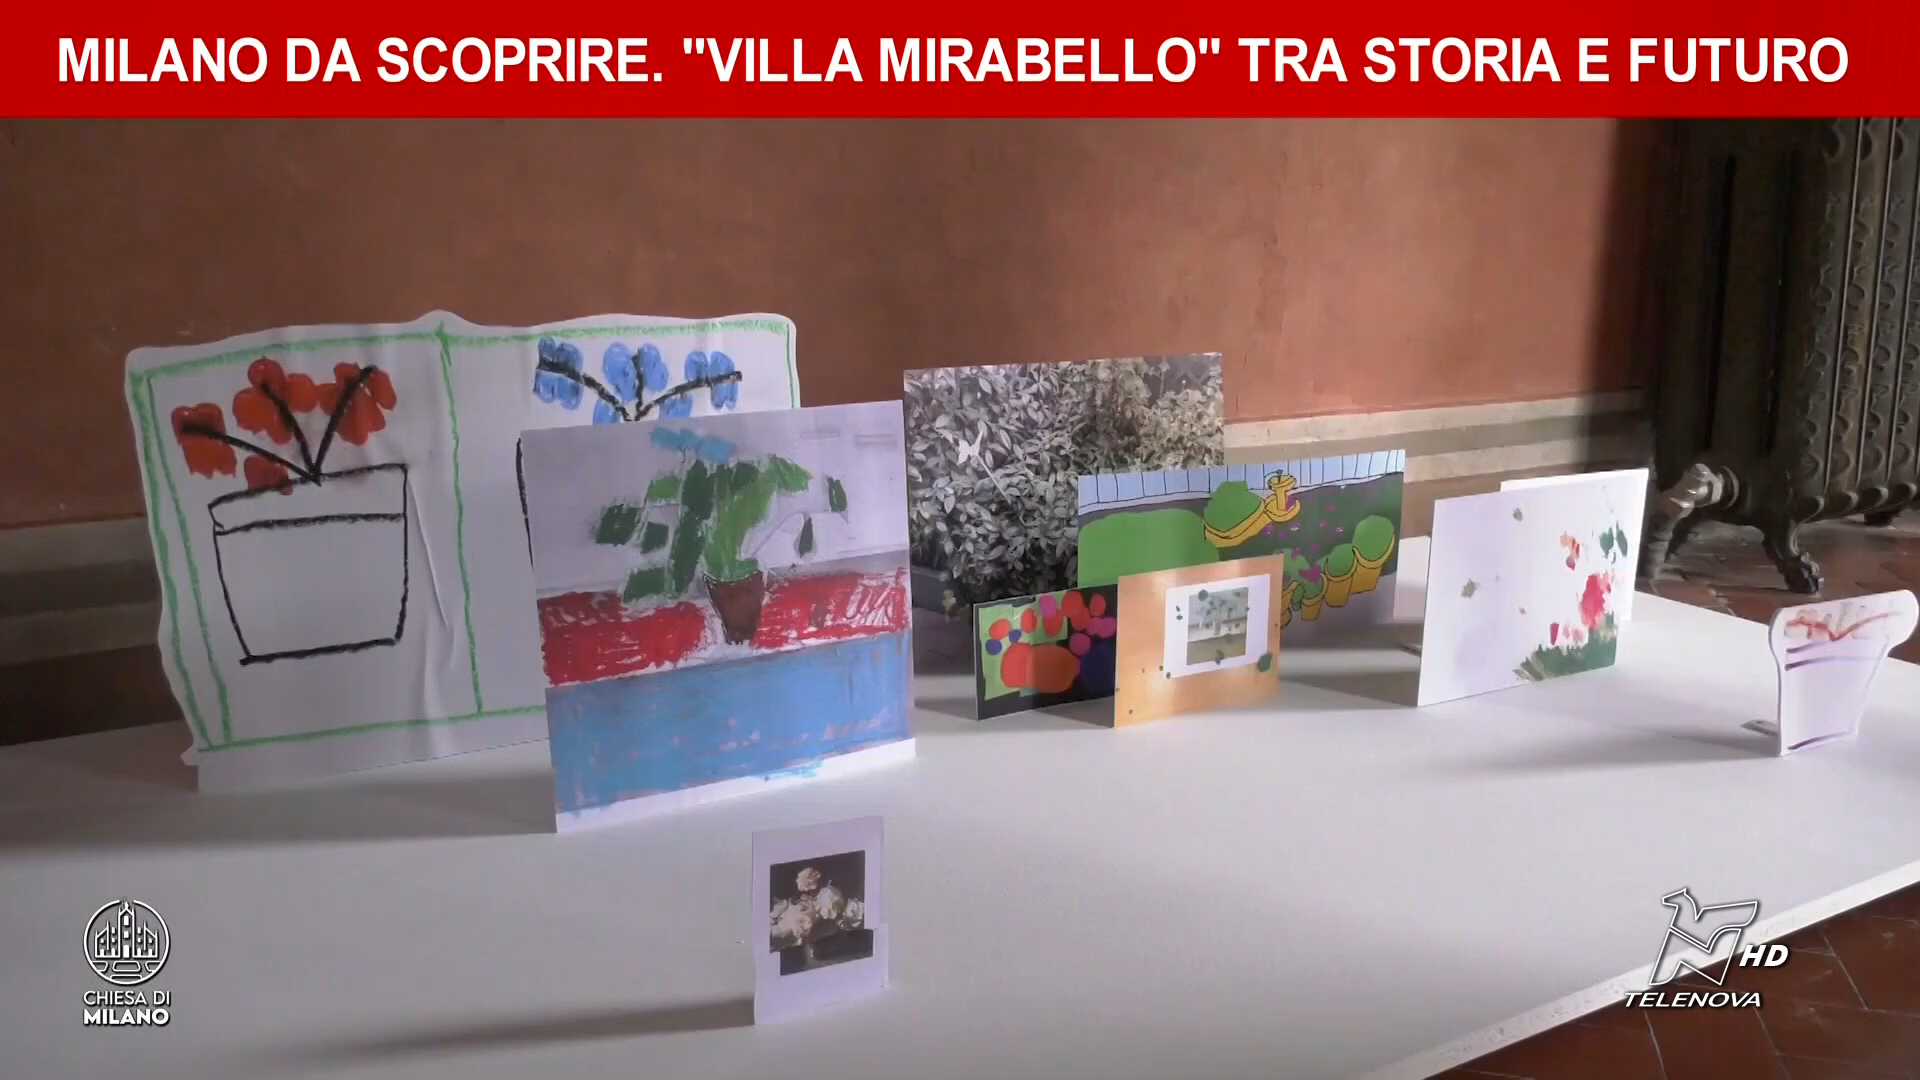 MILANO DA SCOPRIRE. "VILLA MIRABELLO" TRA STORIA E FUTURO
CHIESA DI
MILANO
HD
TELENOVA